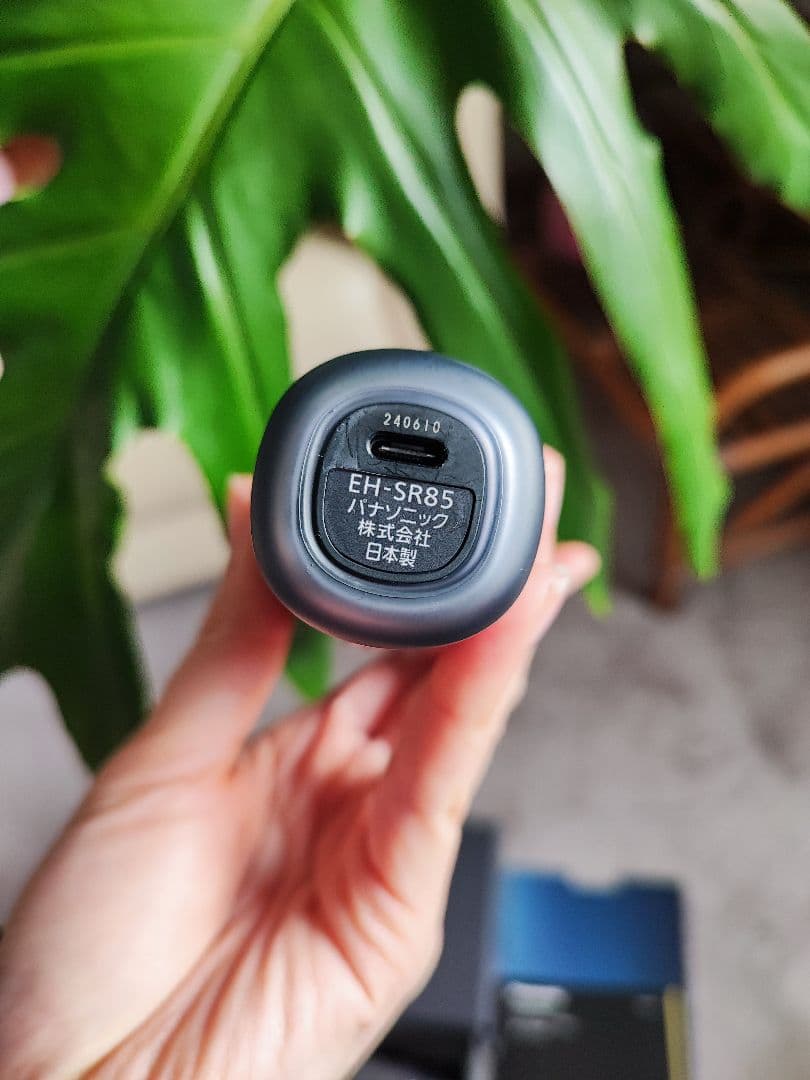 240610
EH-SR85
パナソニック
株式会社
日本製